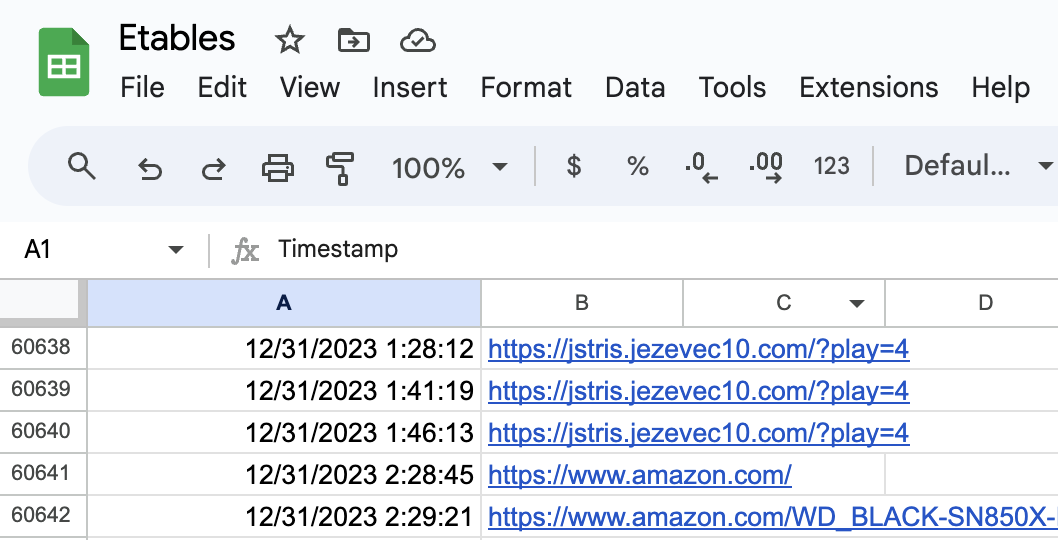 Etables
File Edit View Insert Format Data Tools Extensions Help
100% $ % .0 .00 123 Defaul...
A1 fx Timestamp
A B C D
60638 12/31/2023 1:28:12 https://jstris.jezevec10.com/?play=4
60639 12/31/2023 1:41:19 https://jstris.jezevec10.com/?play=4
60640 12/31/2023 1:46:13 https://jstris.jezevec10.com/?play=4
60641 12/31/2023 2:28:45 https://www.amazon.com/
60642 12/31/2023 2:29:21 https://www.amazon.com/WD_BLACK-SN850X-